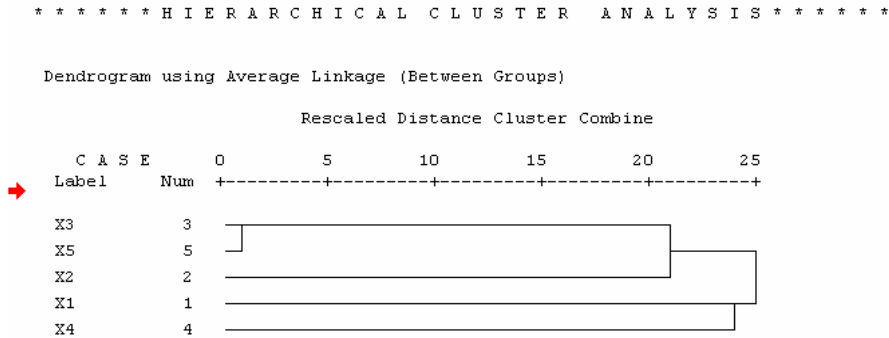 * * * * * * H I E R A R C H I C A L C L U S T E R A N A L Y S I S * * * * * *
Dendrogram using Average Linkage (Between Groups)
Rescaled Distance Cluster Combine
C A S E 0 5 10 15 20 25
Label Num +---------+---------+---------+---------+---------+
X3 3
X5 5
X2 2
X1 1
X4 4